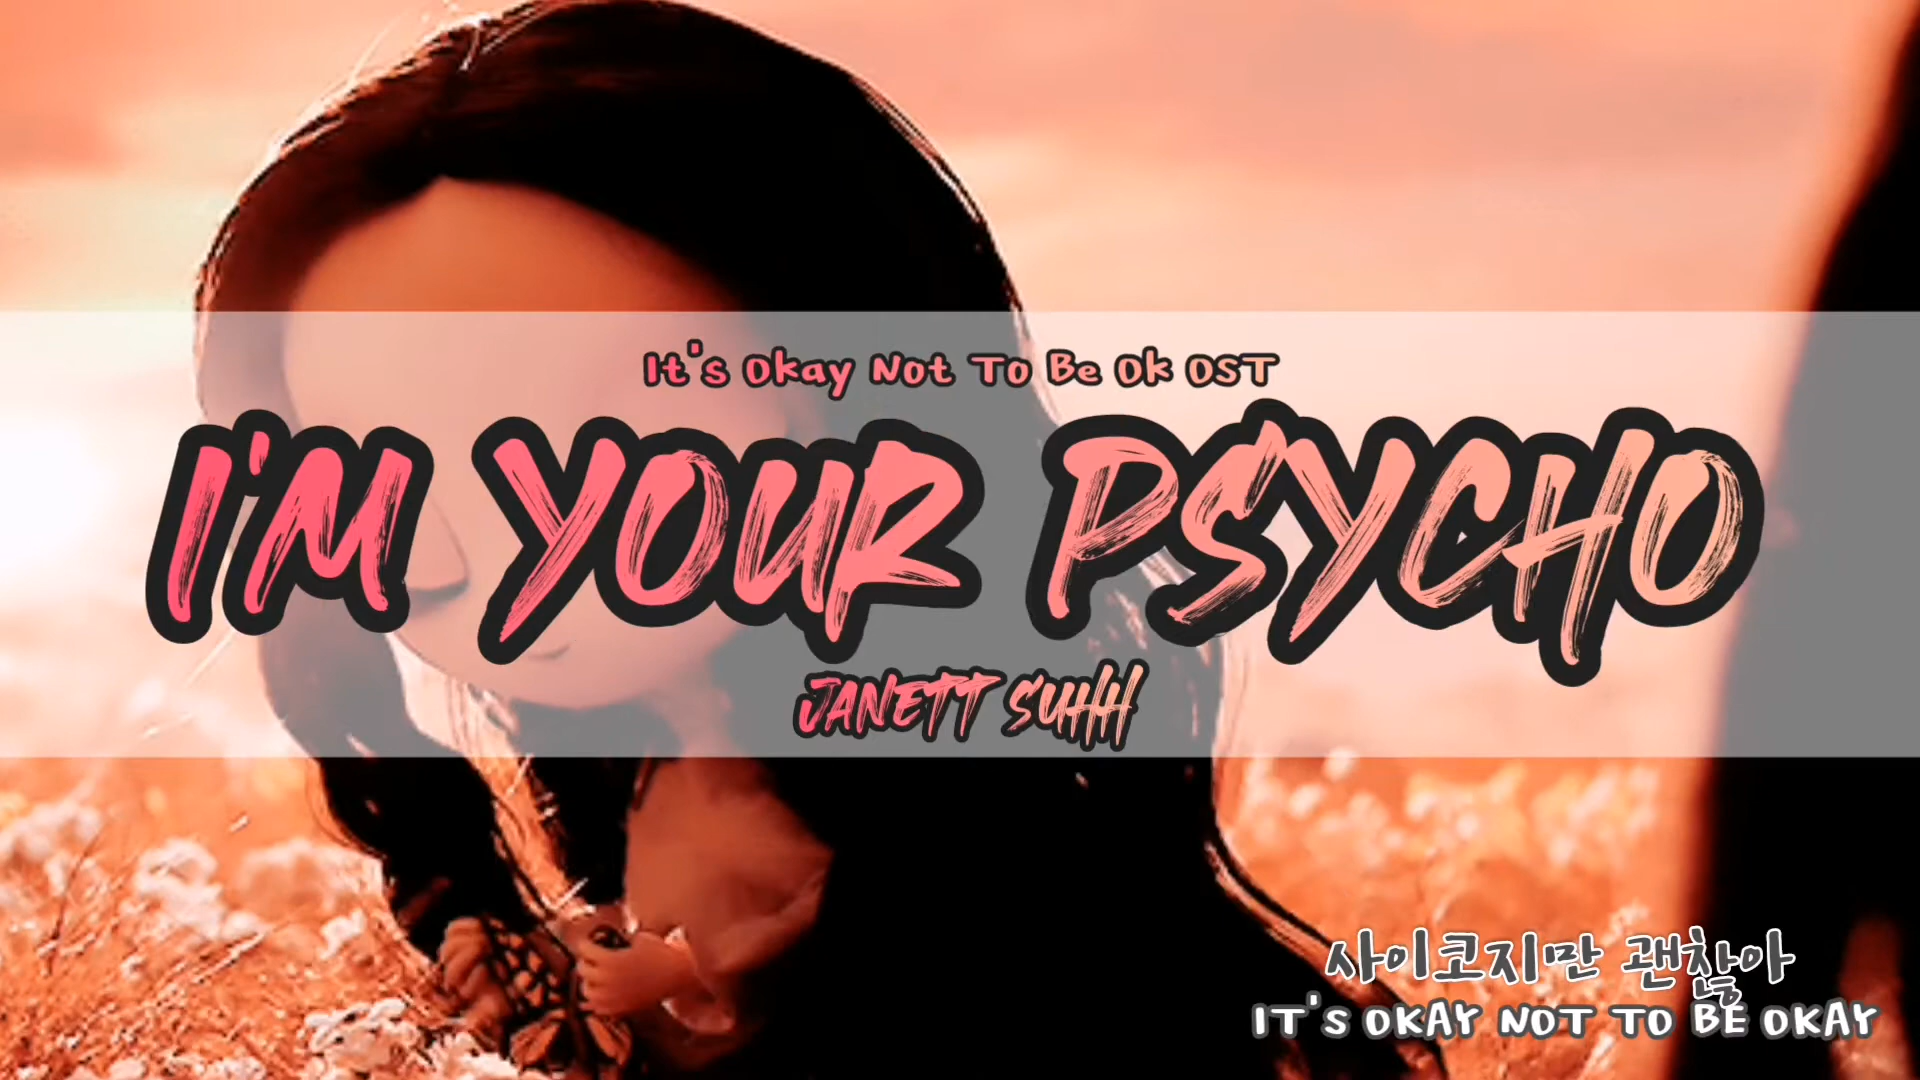 It's Okay Not To Be Ok OST
I'M YOUR PSYCHO
JANETT SUHH
사이코지만 괜찮아
IT'S OKAY NOT TO BE OKAY